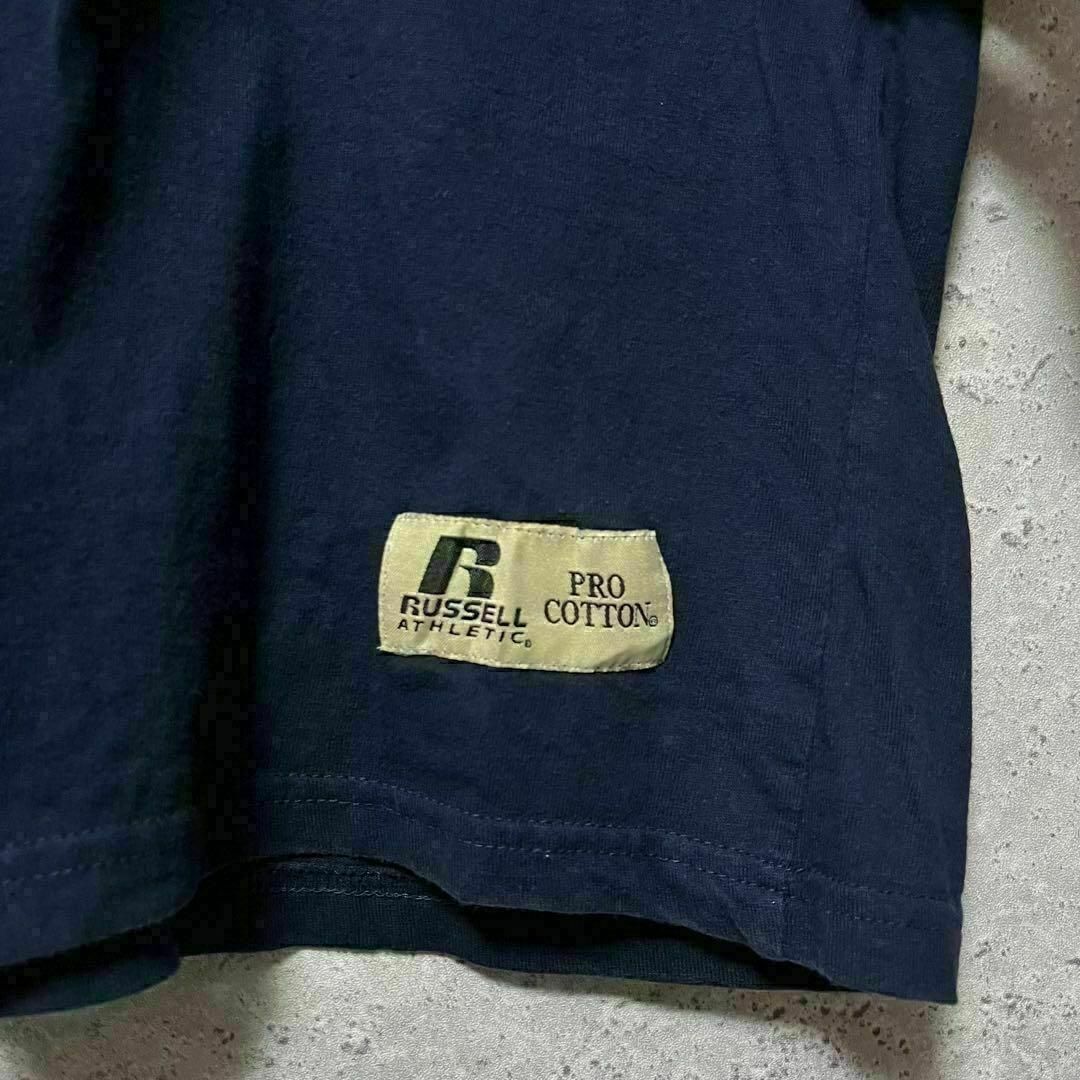 R
RUSSELL
ATHLETIC®
PRO
COTTON®